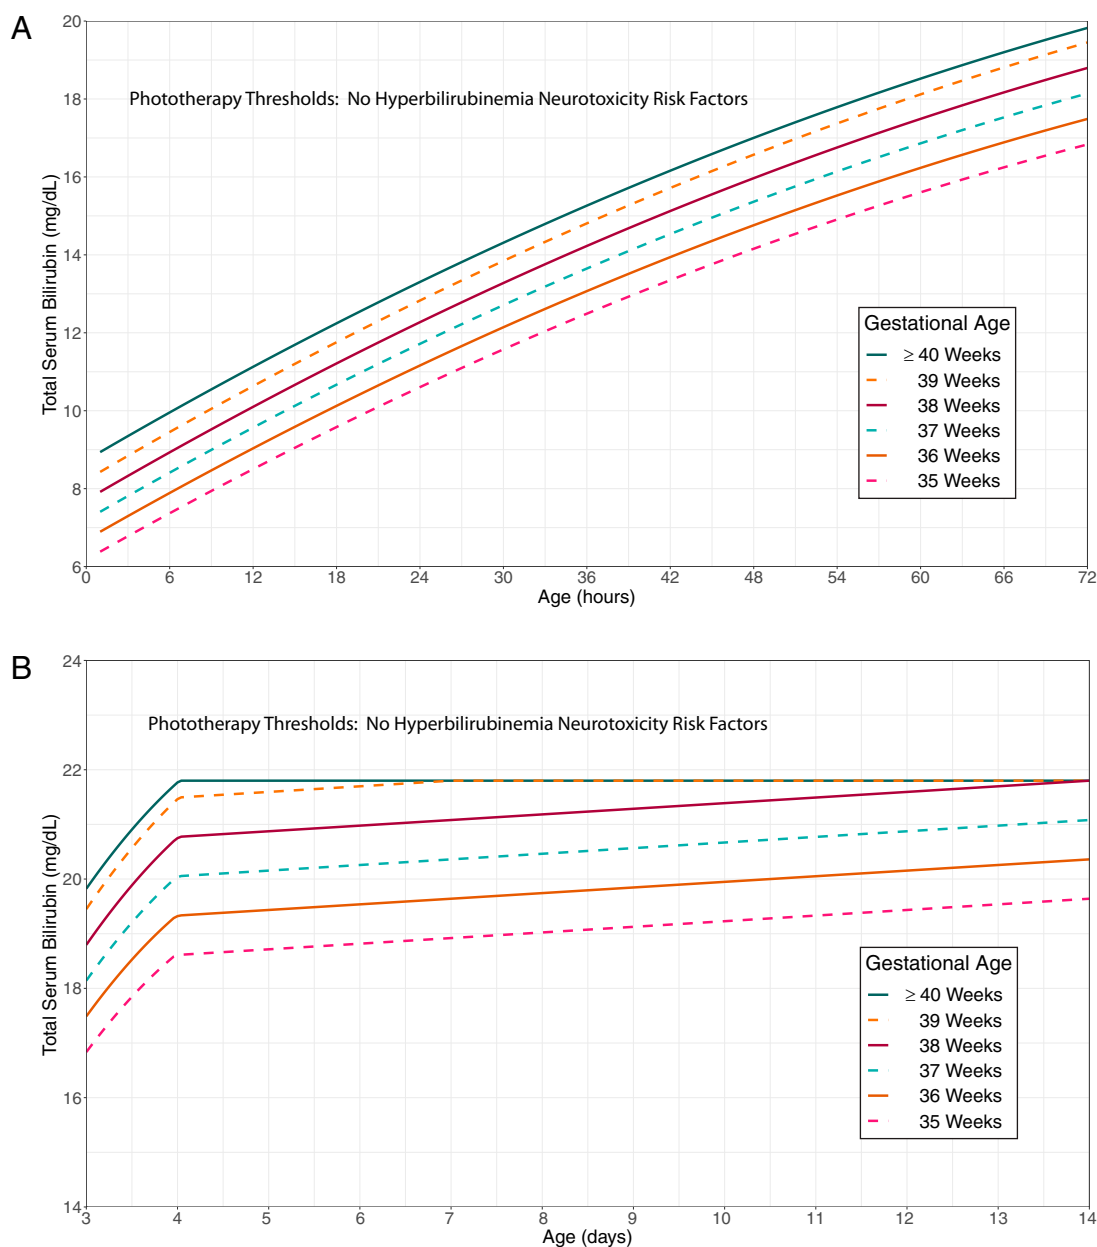 A
Phototherapy Thresholds: No Hyperbilirubinemia Neurotoxicity Risk Factors
Total Serum Bilirubin (mg/dL)
20
18
16
14
12
10
8
6
0 6 12 18 24 30 36 42 48 54 60 66 72
Age (hours)
Gestational Age
≥ 40 Weeks
39 Weeks
38 Weeks
37 Weeks
36 Weeks
35 Weeks
B
Phototherapy Thresholds: No Hyperbilirubinemia Neurotoxicity Risk Factors
Total Serum Bilirubin (mg/dL)
24
22
20
18
16
14
3 4 5 6 7 8 9 10 11 12 13 14
Age (days)
Gestational Age
≥ 40 Weeks
39 Weeks
38 Weeks
37 Weeks
36 Weeks
35 Weeks